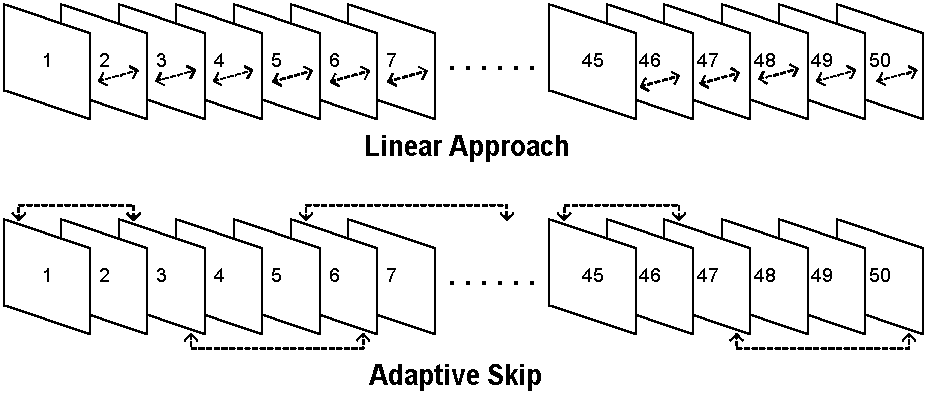 1 2 3 4 5 6 7 . . . . . . 45 46 47 48 49 50
Linear Approach
1 2 3 4 5 6 7 . . . . . . 45 46 47 48 49 50
Adaptive Skip